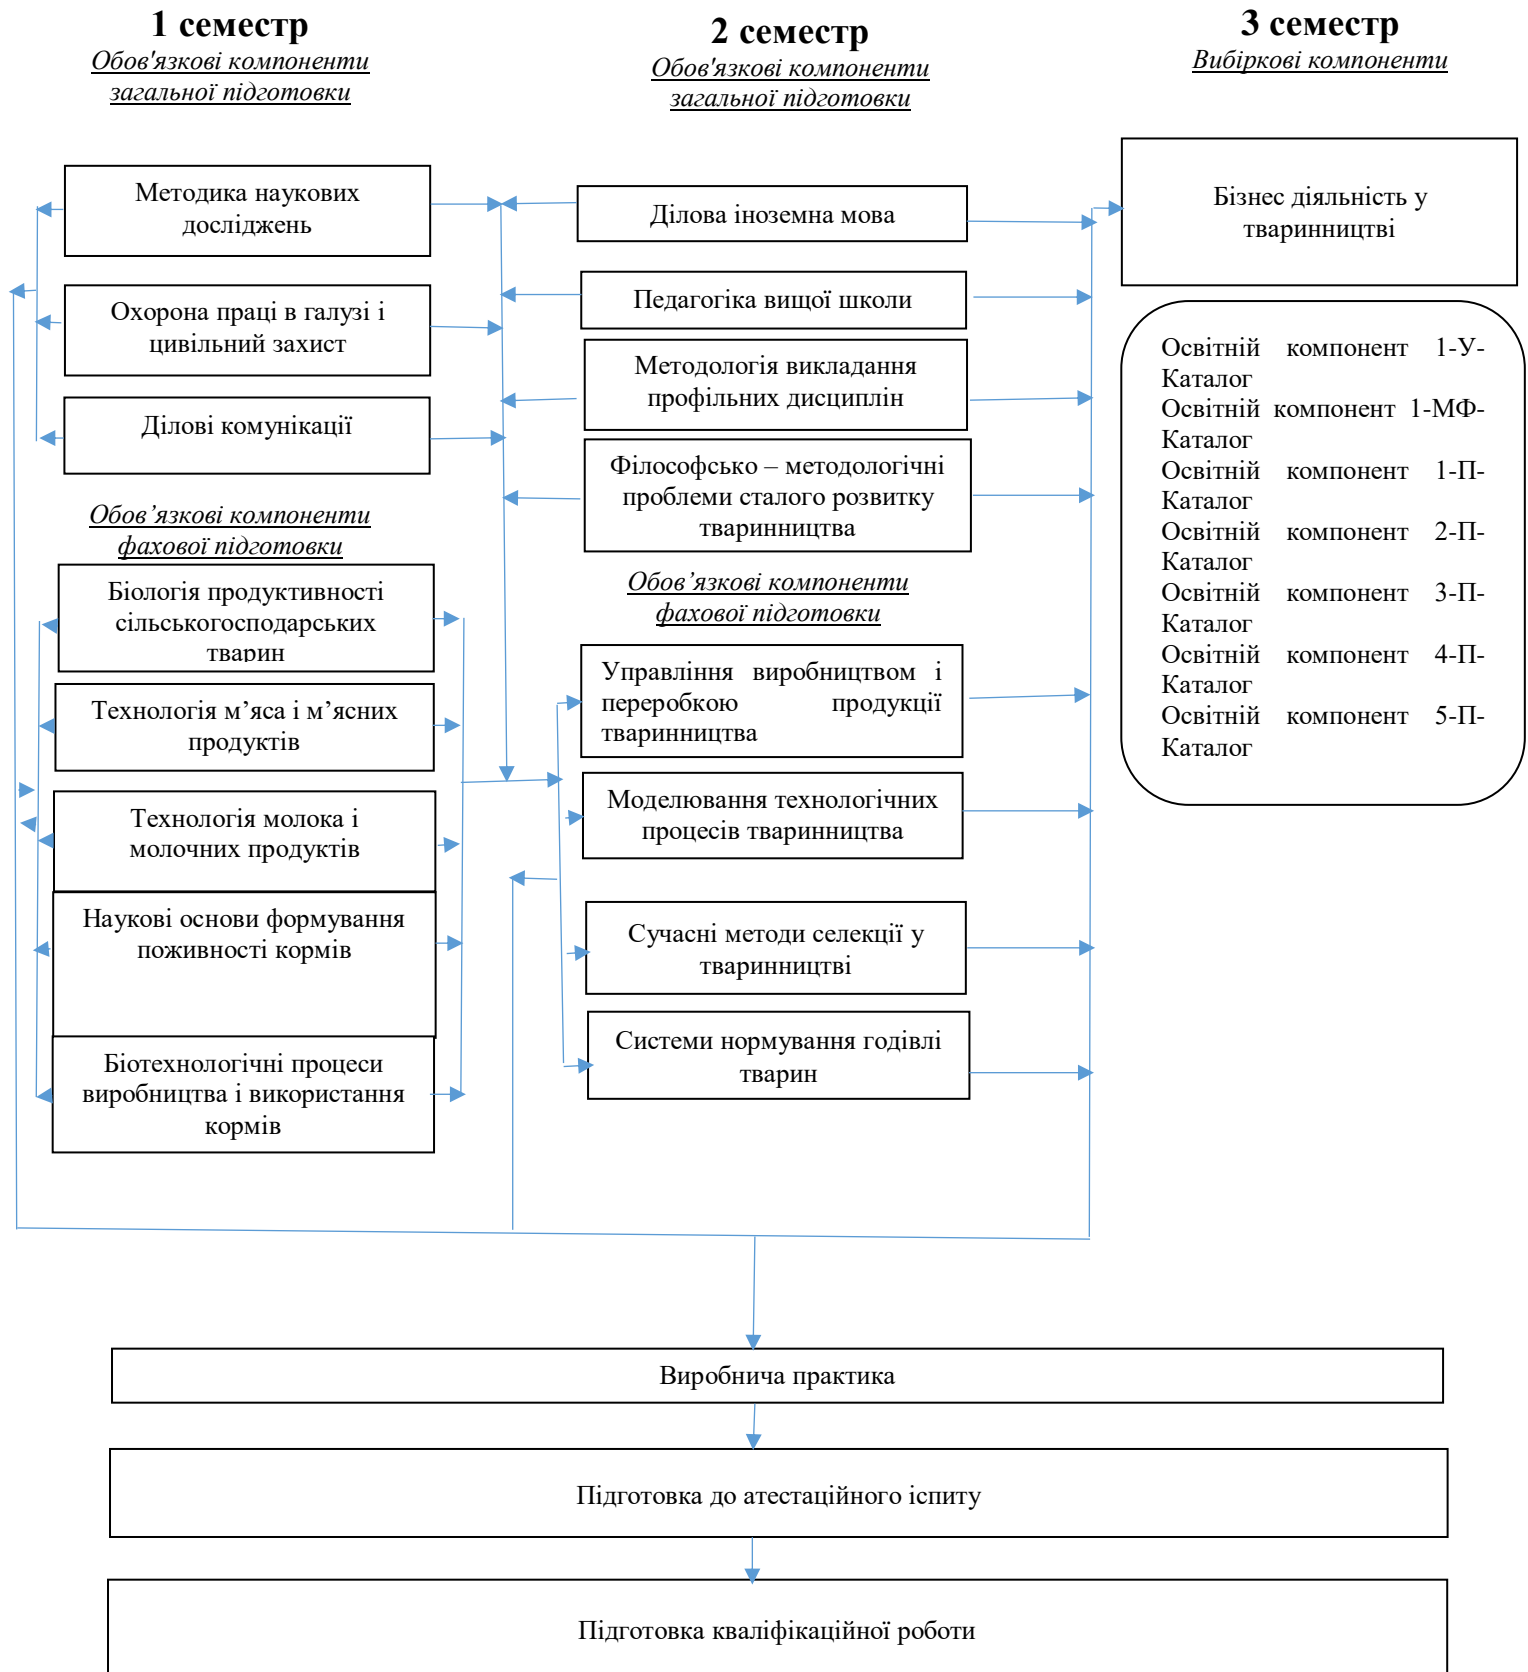 1 семестр
Обов'язкові компоненти
загальної підготовки
Методика наукових
досліджень
Охорона праці в галузі і
цивільний захист
Ділові комунікації
Обов’язкові компоненти
фахової підготовки
Біологія продуктивності
сільськогосподарських
тварин
Технологія м’яса і м’ясних
продуктів
Технологія молока і
молочних продуктів
Наукові основи формування
поживності кормів
Біотехнологічні процеси
виробництва і використання
кормів
2 семестр
Обов'язкові компоненти
загальної підготовки
Ділова іноземна мова
Педагогіка вищої школи
Методологія викладання
профільних дисциплін
Філософсько – методологічні
проблеми сталого розвитку
тваринництва
Обов’язкові компоненти
фахової підготовки
Управління виробництвом і
переробкою продукції
тваринництва
Моделювання технологічних
процесів тваринництва
Сучасні методи селекції у
тваринництві
Системи нормування годівлі
тварин
3 семестр
Вибіркові компоненти
Бізнес діяльність у
тваринництві
Освітній компонент 1-У-
Каталог
Освітній компонент 1-МФ-
Каталог
Освітній компонент 1-П-
Каталог
Освітній компонент 2-П-
Каталог
Освітній компонент 3-П-
Каталог
Освітній компонент 4-П-
Каталог
Освітній компонент 5-П-
Каталог
Виробнича практика
Підготовка до атестаційного іспиту
Підготовка кваліфікаційної роботи